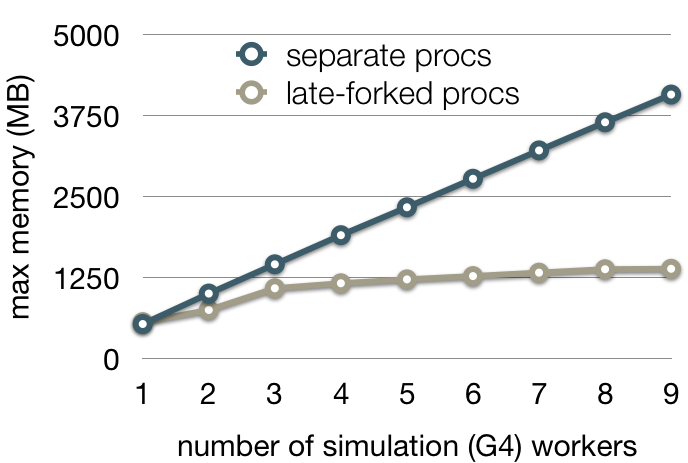 5000
separate procs
late-forked procs
3750
2500
1250
0
max memory (MB)
1 2 3 4 5 6 7 8 9
number of simulation (G4) workers